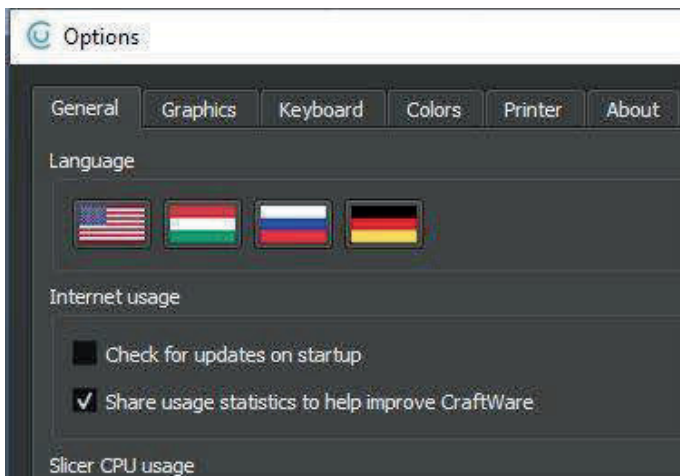 Options
General Graphics Keyboard Colors Printer About
Language
Internet usage
Check for updates on startup
Share usage statistics to help improve CraftWare
Slicer CPU usage